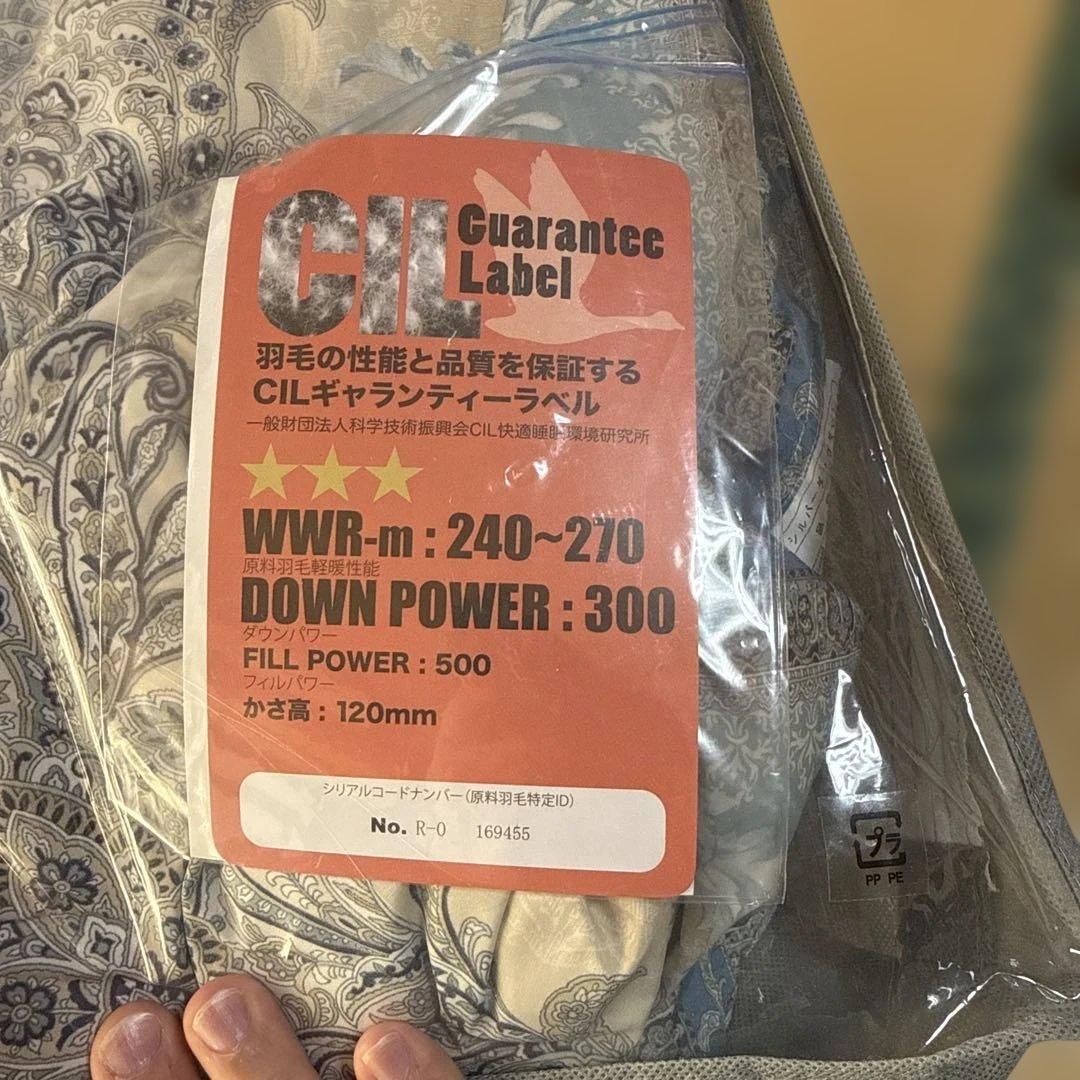 CIL Guarantee Label
羽毛の性能と品質を保証する
CILギャランティーラベル
一般財団法人科学技術振興会CIL快適睡眠環境研究所
★★★
WWR-m : 240~270
原料羽毛軽暖性能
DOWN POWER : 300
ダウンパワー
FILL POWER : 500
フィルパワー
かさ高 : 120mm
シリアルコードナンバー(原料羽毛特定ID)
No. R-0 169455
シルバー
プラ
PP PE